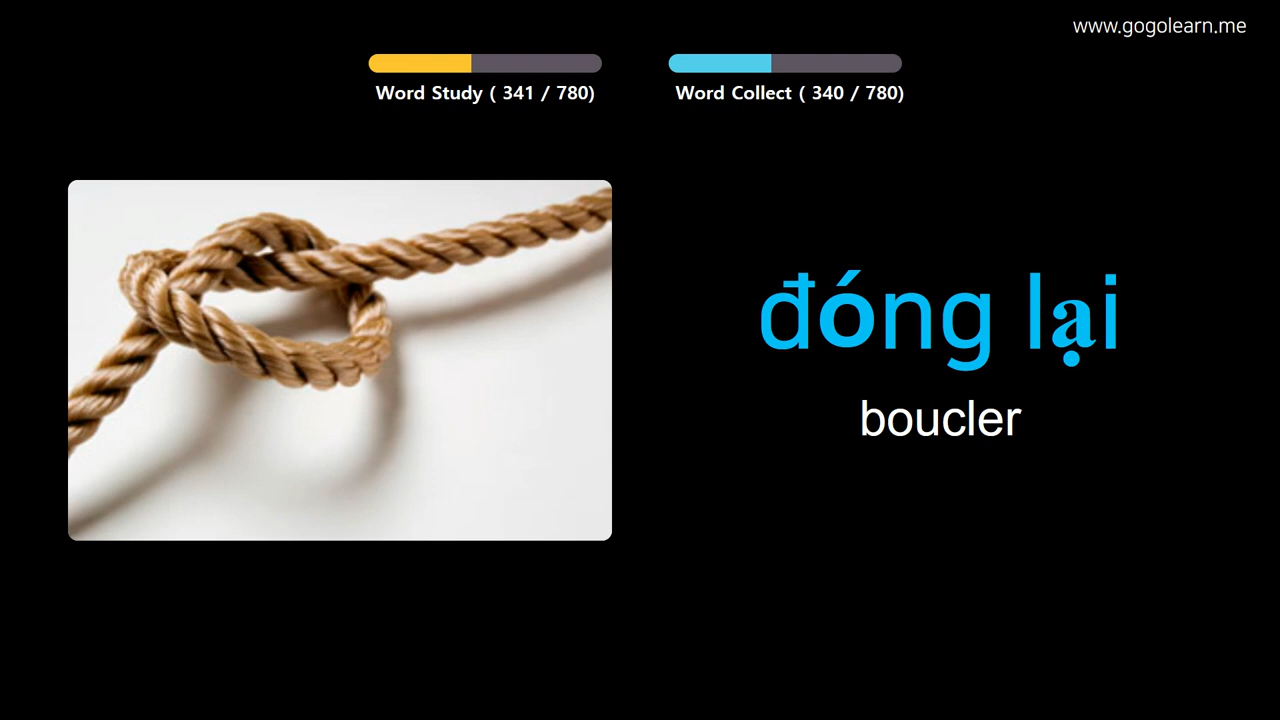 www.gogolearn.me
Word Study ( 341 / 780)
Word Collect ( 340 / 780)
đóng lại
boucler